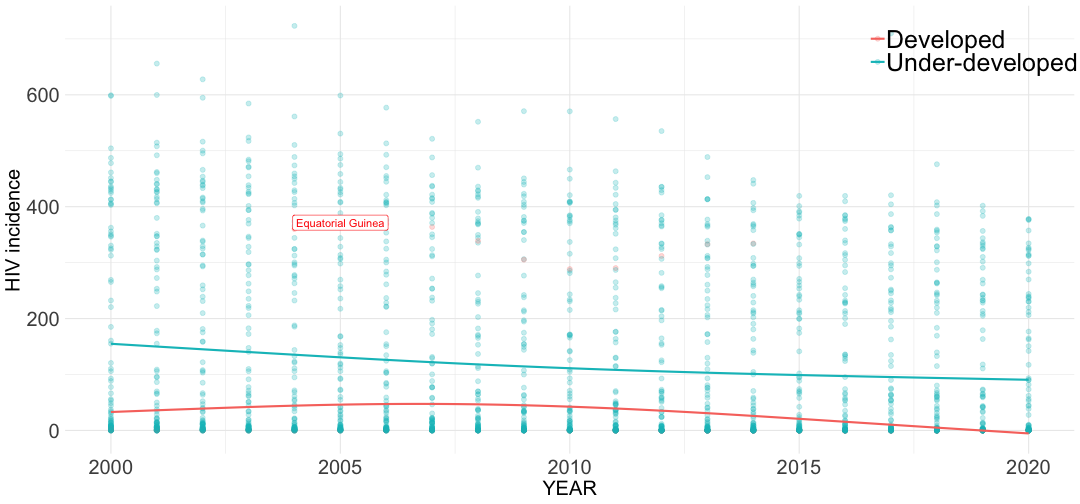 Developed
Under-developed
600
400
200
0
HIV incidence
Equatorial Guinea
2000
2005
2010
2015
2020
YEAR